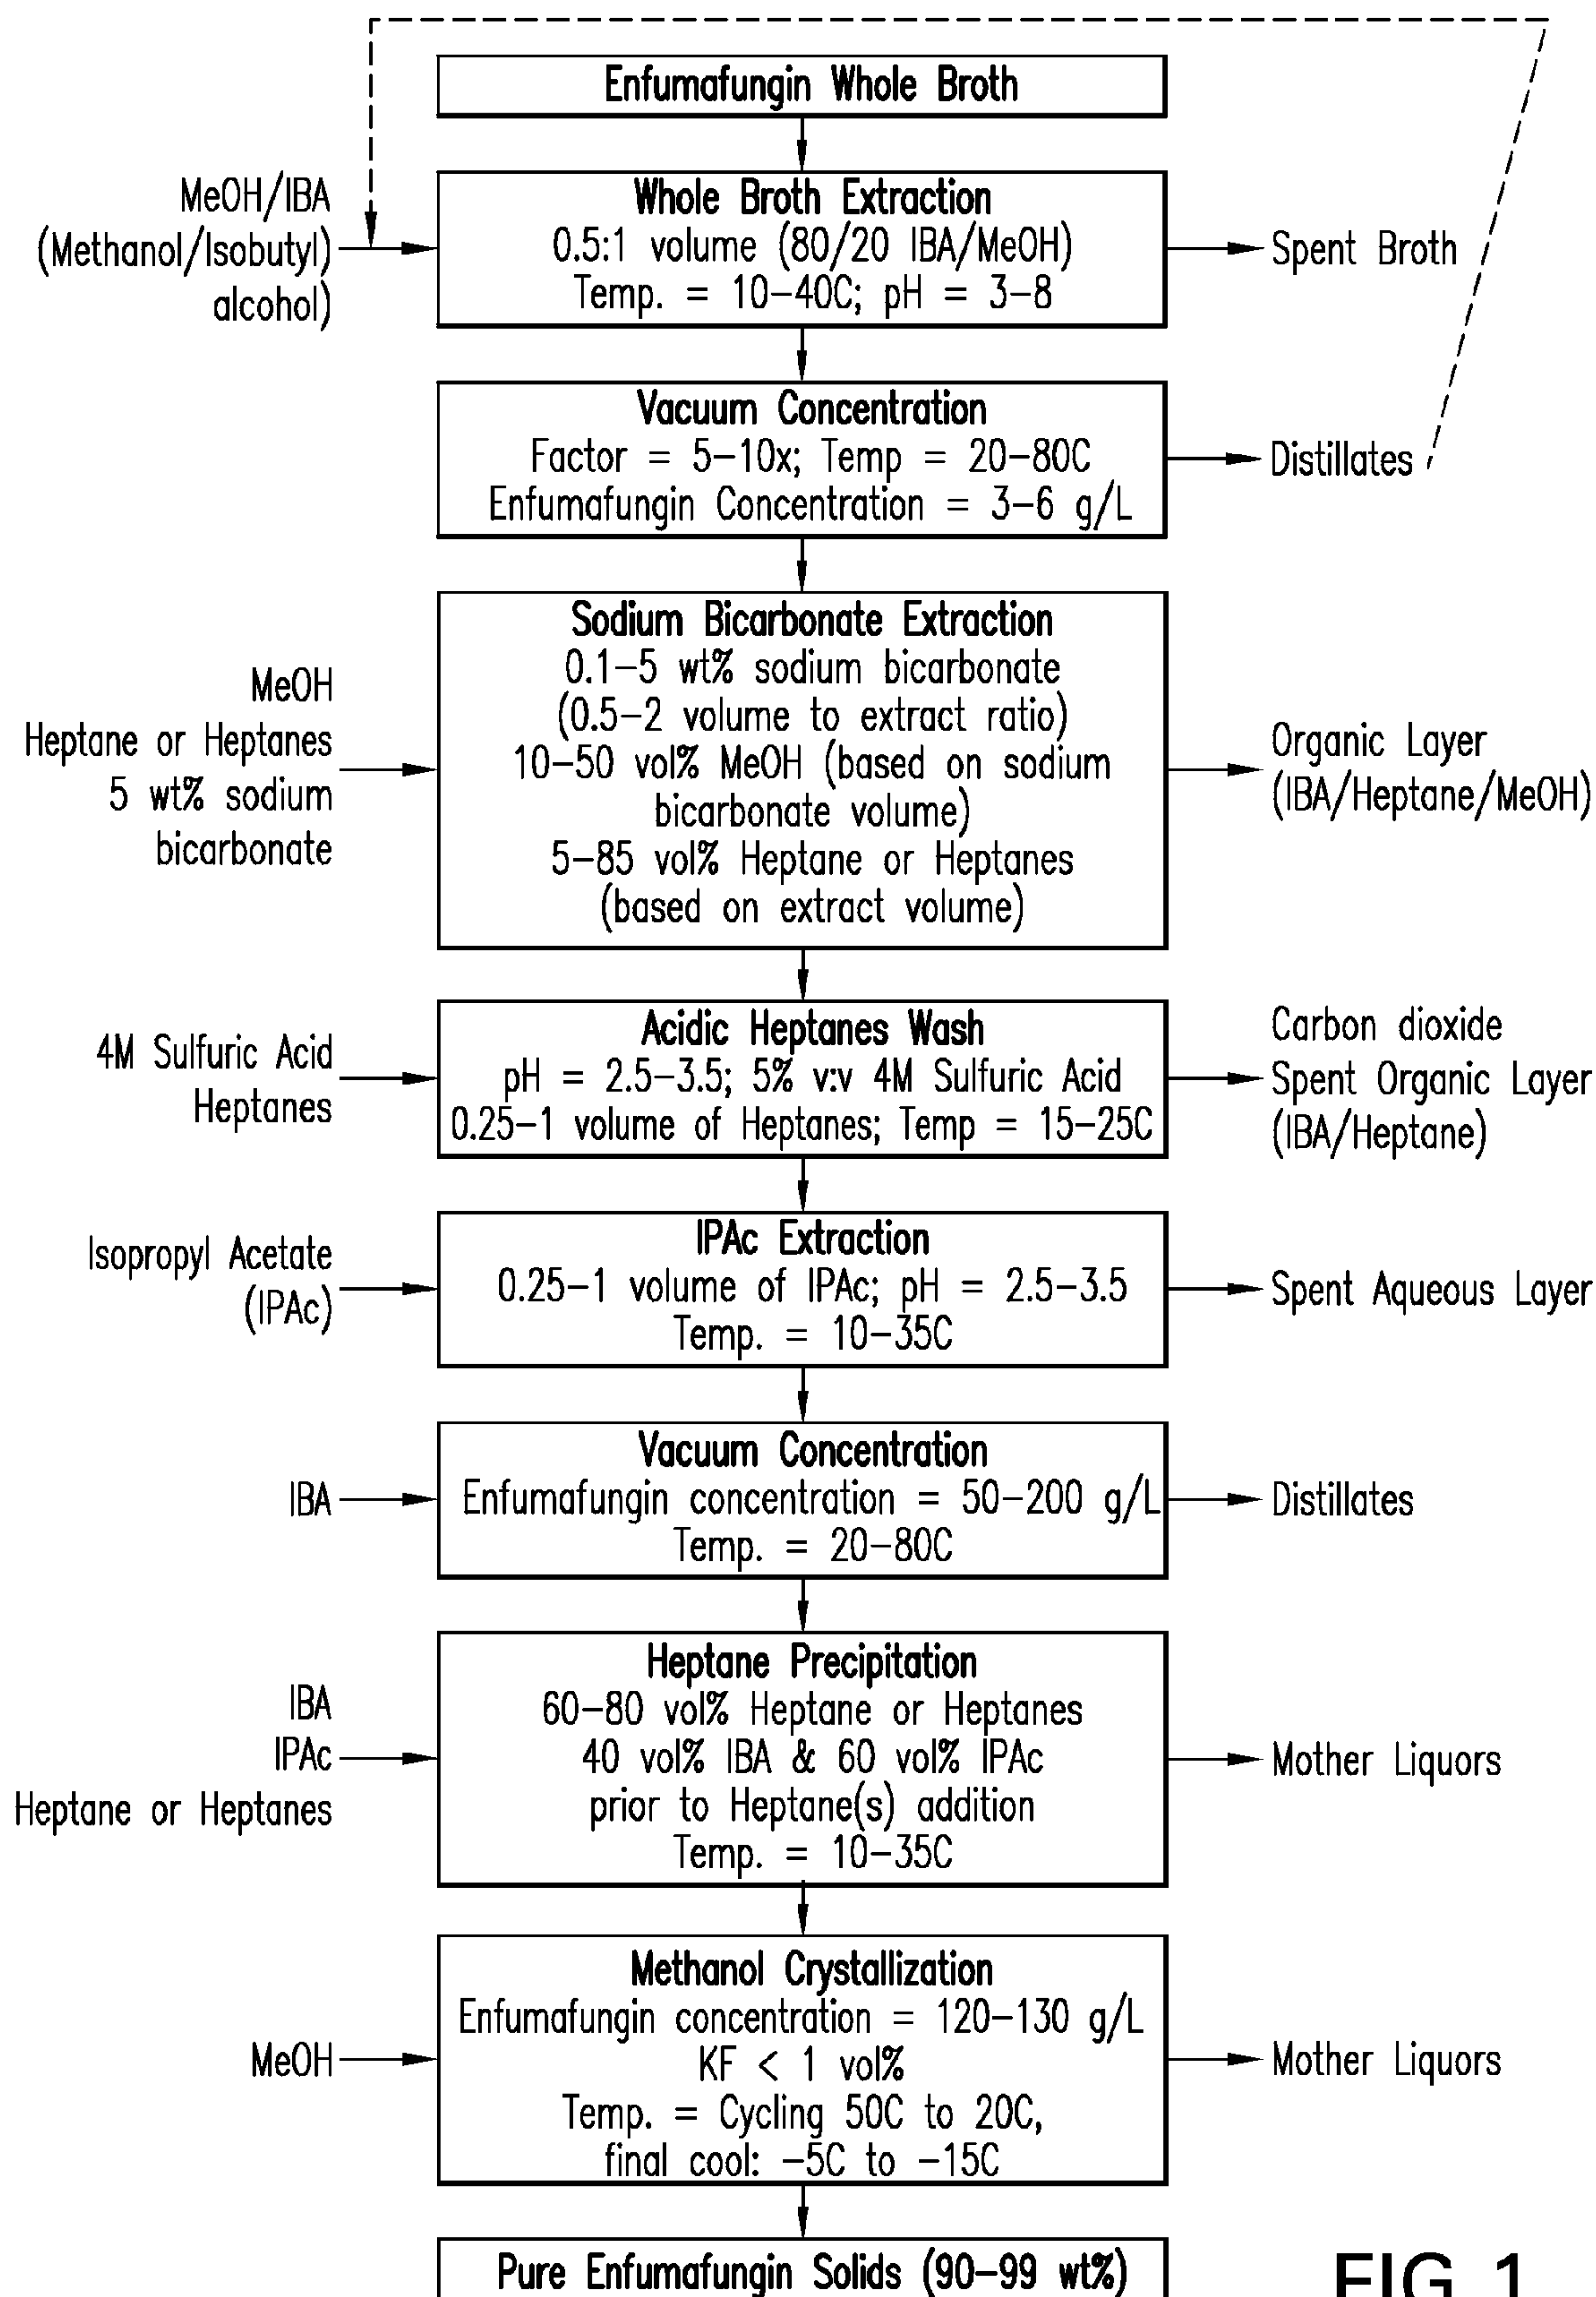 Enfumafungin Whole Broth
MeOH/IBA
(Methanol/Isobutyl)
alcohol)
Whole Broth Extraction
0.5:1 volume (80/20 IBA/MeOH)
Temp. = 10–40C; pH = 3–8
Spent Broth
Vacuum Concentration
Factor = 5–10x; Temp = 20–80C
Enfumafungin Concentration = 3–6 g/L
Distillates
MeOH
Heptane or Heptanes
5 wt% sodium
bicarbonate
Sodium Bicarbonate Extraction
0.1–5 wt% sodium bicarbonate
(0.5–2 volume to extract ratio)
10–50 vol% MeOH (based on sodium
bicarbonate volume)
5–85 vol% Heptane or Heptanes
(based on extract volume)
Organic Layer
(IBA/Heptane/MeOH)
4M Sulfuric Acid
Heptanes
Acidic Heptanes Wash
pH = 2.5–3.5; 5% v:v 4M Sulfuric Acid
0.25–1 volume of Heptanes; Temp = 15–25C
Carbon dioxide
Spent Organic Layer
(IBA/Heptane)
Isopropyl Acetate
(IPAc)
IPAc Extraction
0.25–1 volume of IPAc; pH = 2.5–3.5
Temp. = 10–35C
Spent Aqueous Layer
IBA
Vacuum Concentration
Enfumafungin concentration = 50–200 g/L
Temp. = 20–80C
Distillates
IBA
IPAc
Heptane or Heptanes
Heptane Precipitation
60–80 vol% Heptane or Heptanes
40 vol% IBA & 60 vol% IPAc
prior to Heptane(s) addition
Temp. = 10–35C
Mother Liquors
MeOH
Methanol Crystallization
Enfumafungin concentration = 120–130 g/L
KF < 1 vol%
Temp. = Cycling 50C to 20C,
final cool: –5C to –15C
Mother Liquors
Pure Enfumafungin Solids (90–99 wt%)
FIG. 1